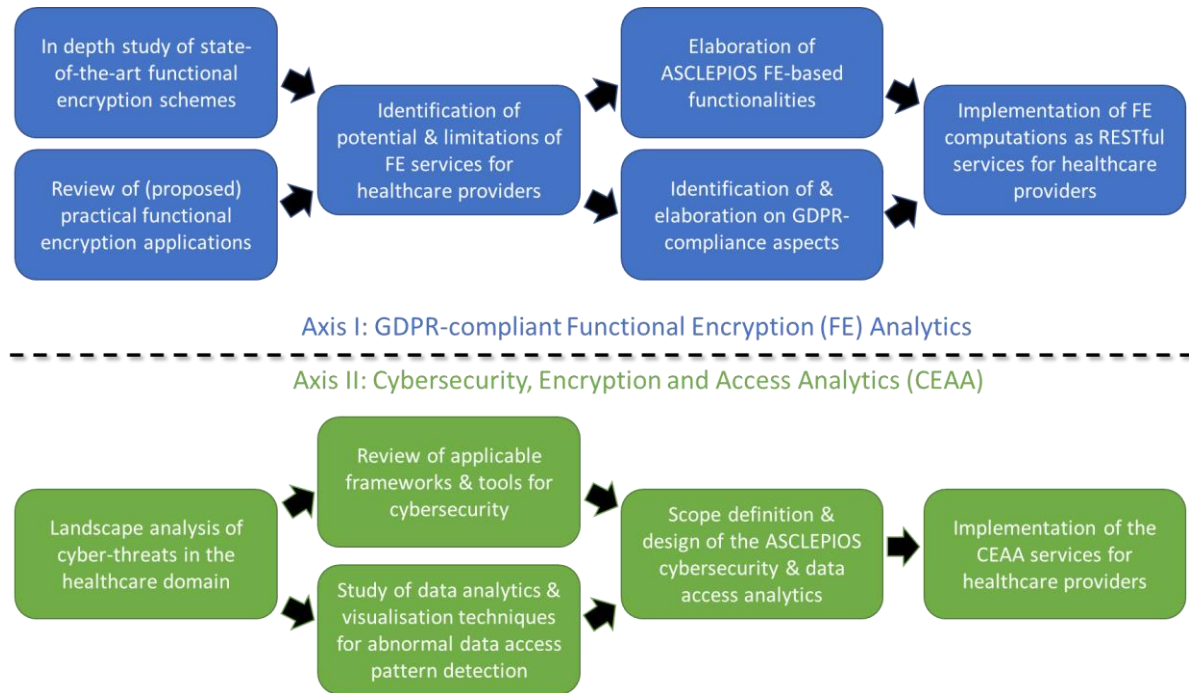 In depth study of state-
of-the-art functional
encryption schemes
Review of (proposed)
practical functional
encryption applications
Identification of
potential & limitations of
FE services for
healthcare providers
Elaboration of
ASCLEPIOS FE-based
functionalities
Identification of &
elaboration on GDPR-
compliance aspects
Implementation of FE
computations as RESTful
services for healthcare
providers
Axis I: GDPR-compliant Functional Encryption (FE) Analytics
Axis II: Cybersecurity, Encryption and Access Analytics (CEAA)
Landscape analysis of
cyber-threats in the
healthcare domain
Review of applicable
frameworks & tools for
cybersecurity
Study of data analytics &
visualisation techniques
for abnormal data access
pattern detection
Scope definition &
design of the ASCLEPIOS
cybersecurity & data
access analytics
Implementation of the
CEAA services for
healthcare providers